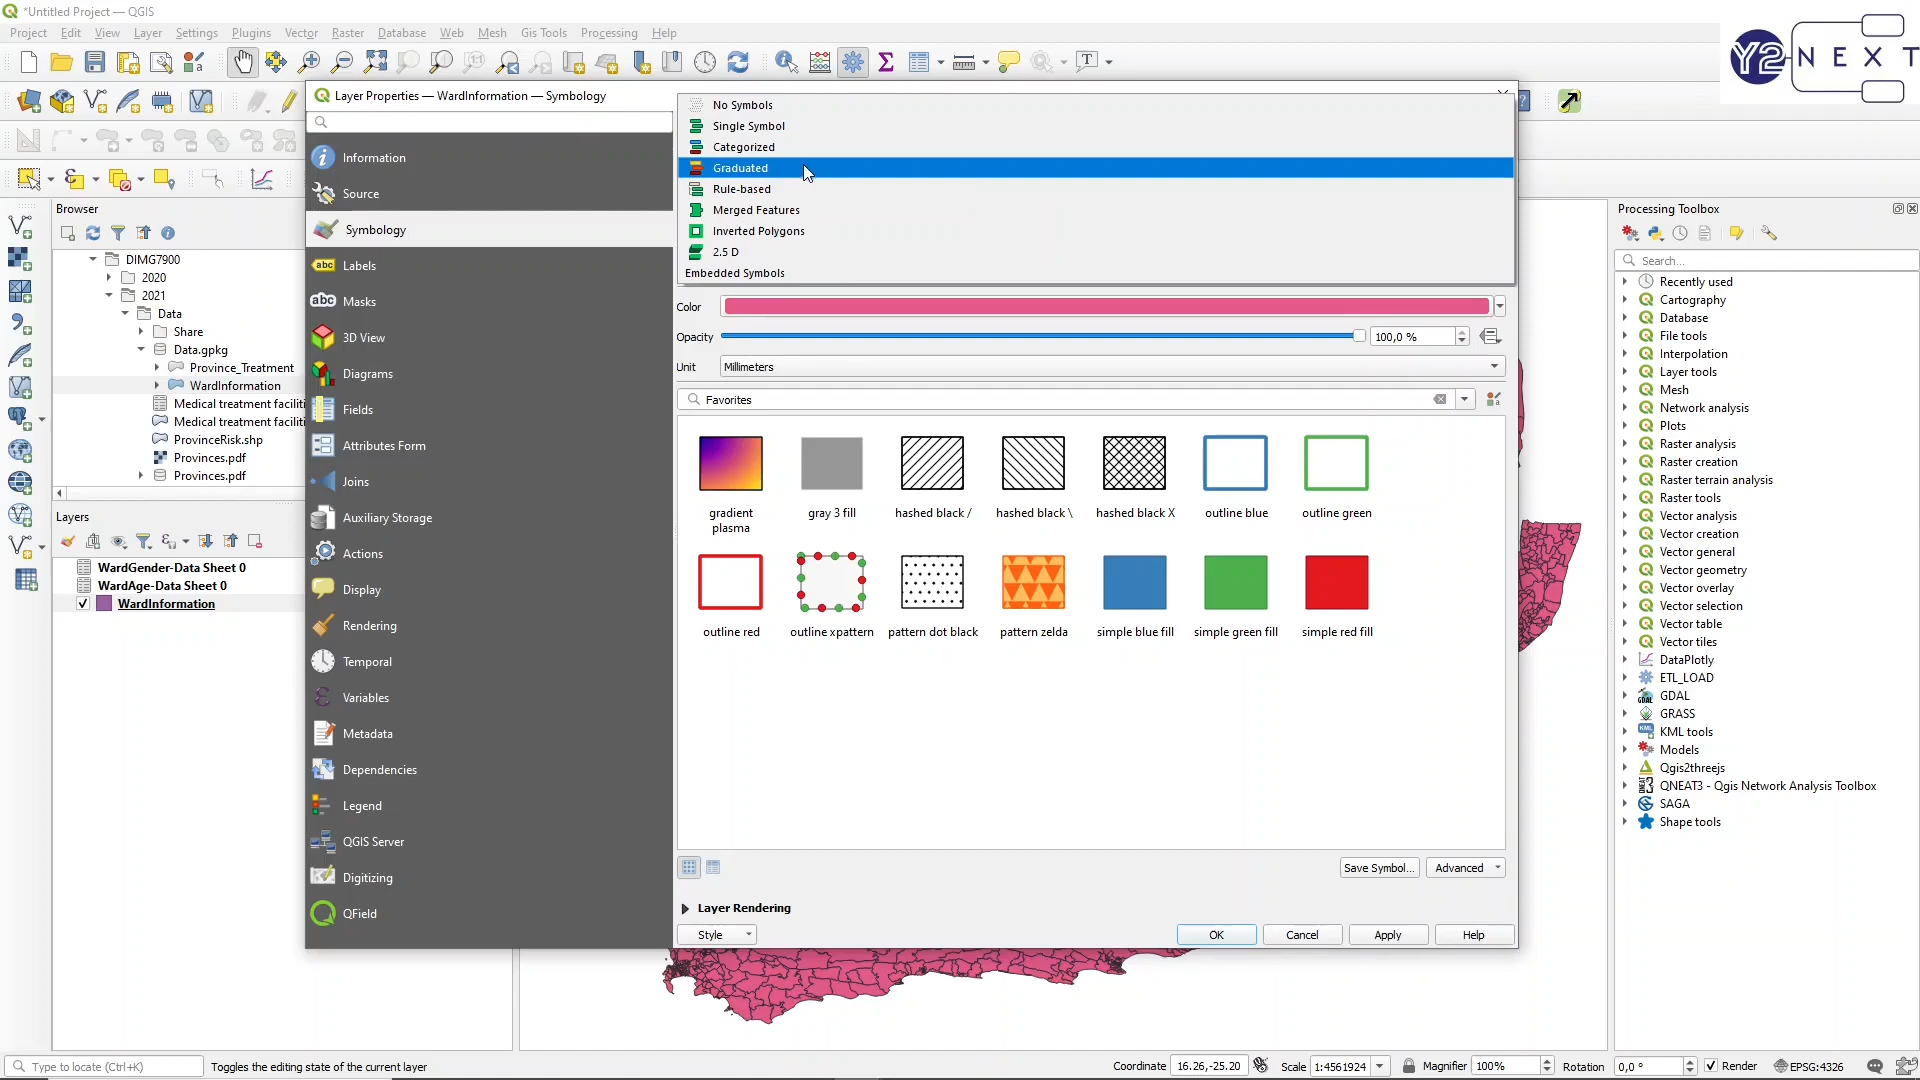 *Untitled Project — QGIS
Project Edit View Layer Settings Plugins Vector Raster Database Web Mesh Gis Tools Processing Help
Y2 NEXT
Layer Properties — WardInformation — Symbology
Information
Source
Symbology
Labels
Masks
3D View
Diagrams
Fields
Attributes Form
Joins
Auxiliary Storage
Actions
Display
Rendering
Temporal
Variables
Metadata
Dependencies
Legend
QGIS Server
Digitizing
QField
No Symbols
Single Symbol
Categorized
Graduated
Rule-based
Merged Features
Inverted Polygons
2.5 D
Embedded Symbols
Color
Opacity 100,0 %
Unit Millimeters
Favorites
gradient plasma
gray 3 fill
hashed black /
hashed black \
hashed black X
outline blue
outline green
outline red
outline xpattern
pattern dot black
pattern zelda
simple blue fill
simple green fill
simple red fill
Save Symbol... Advanced
Layer Rendering
Style OK Cancel Apply Help
Browser
DIMG7900
2020
2021
Data
Share
Data.gpkg
Province_Treatment
WardInformation
Medical treatment faciliti
Medical treatment faciliti
ProvinceRisk.shp
Provinces.pdf
Provinces.pdf
Layers
WardGender-Data Sheet 0
WardAge-Data Sheet 0
WardInformation
Processing Toolbox
Search...
Recently used
Cartography
Database
File tools
Interpolation
Layer tools
Mesh
Network analysis
Plots
Raster analysis
Raster creation
Raster terrain analysis
Raster tools
Vector analysis
Vector creation
Vector general
Vector geometry
Vector overlay
Vector selection
Vector table
Vector tiles
DataPlotly
ETL_LOAD
GDAL
GRASS
KML tools
Models
Qgis2threejs
QNEAT3 - Qgis Network Analysis Toolbox
SAGA
Shape tools
Type to locate (Ctrl+K) Toggles the editing state of the current layer Coordinate 16.26,-25.20 Scale 1:4561924 Magnifier 100% Rotation 0,0 ° Render EPSG:4326